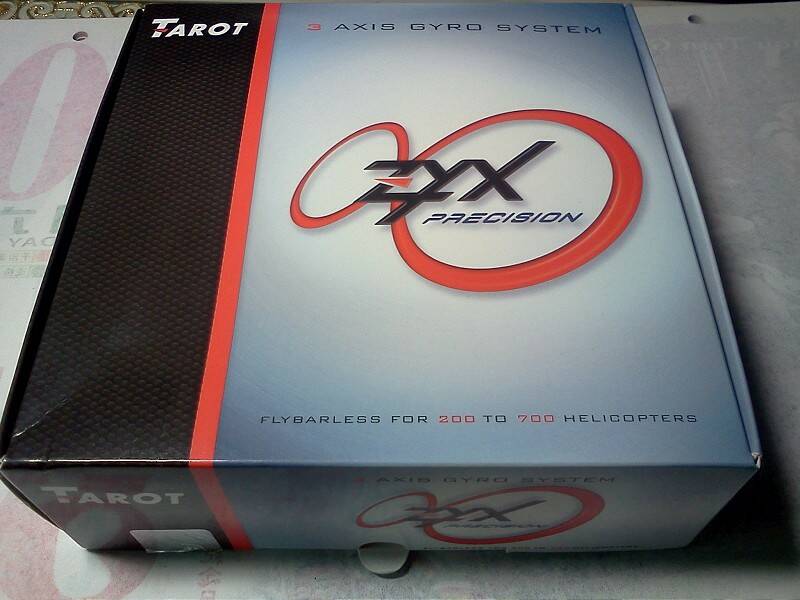 TAROT
3 AXIS GYRO SYSTEM
ZYX
PRECISION
FLYBARLESS FOR 200 TO 700 HELICOPTERS
TAROT
3 AXIS GYRO SYSTEM
ZYX
PRECISION